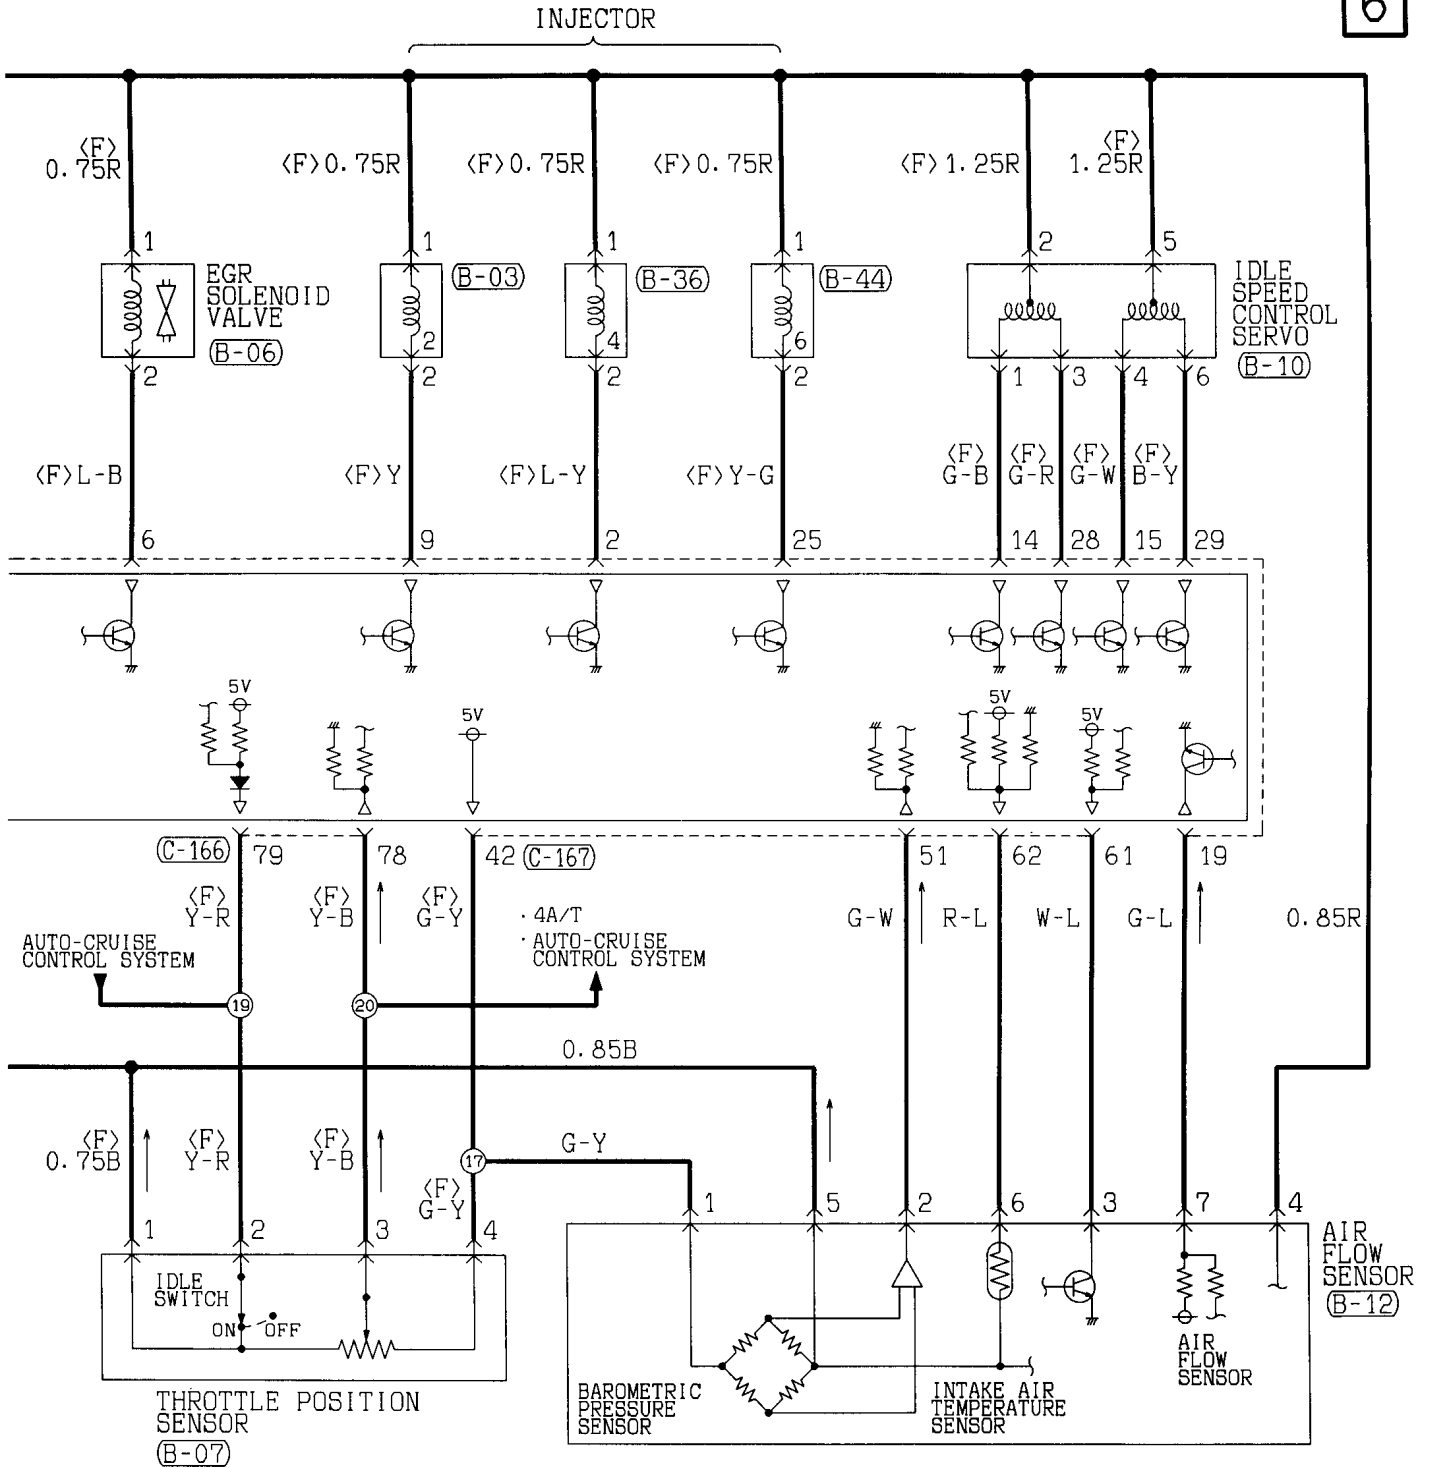 6
INJECTOR
<F>
0.75R
<F>0.75R
<F>0.75R
<F>0.75R
<F>1.25R
<F>
1.25R
1
1
1
1
2
5
EGR
SOLENOID
VALVE
(B-06)
(B-03)
(B-36)
(B-44)
IDLE
SPEED
CONTROL
SERVO
(B-10)
2
4
6
2
2
2
2
1
3
4
6
<F>L-B
<F>Y
<F>L-Y
<F>Y-G
<F>
G-B
<F>
G-R
<F>
G-W
<F>
B-Y
6
9
2
25
14
28
15
29
5V
5V
5V
5V
(C-166)
79
78
42
(C-167)
51
62
61
19
<F>
Y-R
<F>
Y-B
<F>
G-Y
G-W
R-L
W-L
G-L
0.85R
· 4A/T
· AUTO-CRUISE
CONTROL SYSTEM
AUTO-CRUISE
CONTROL SYSTEM
19
20
0.85B
<F>
0.75B
<F>
Y-R
<F>
Y-B
17
G-Y
<F>
G-Y
1
2
3
4
1
5
2
6
3
7
4
IDLE
SWITCH
ON
OFF
THROTTLE POSITION
SENSOR
(B-07)
BAROMETRIC
PRESSURE
SENSOR
INTAKE AIR
TEMPERATURE
SENSOR
AIR
FLOW
SENSOR
AIR
FLOW
SENSOR
(B-12)